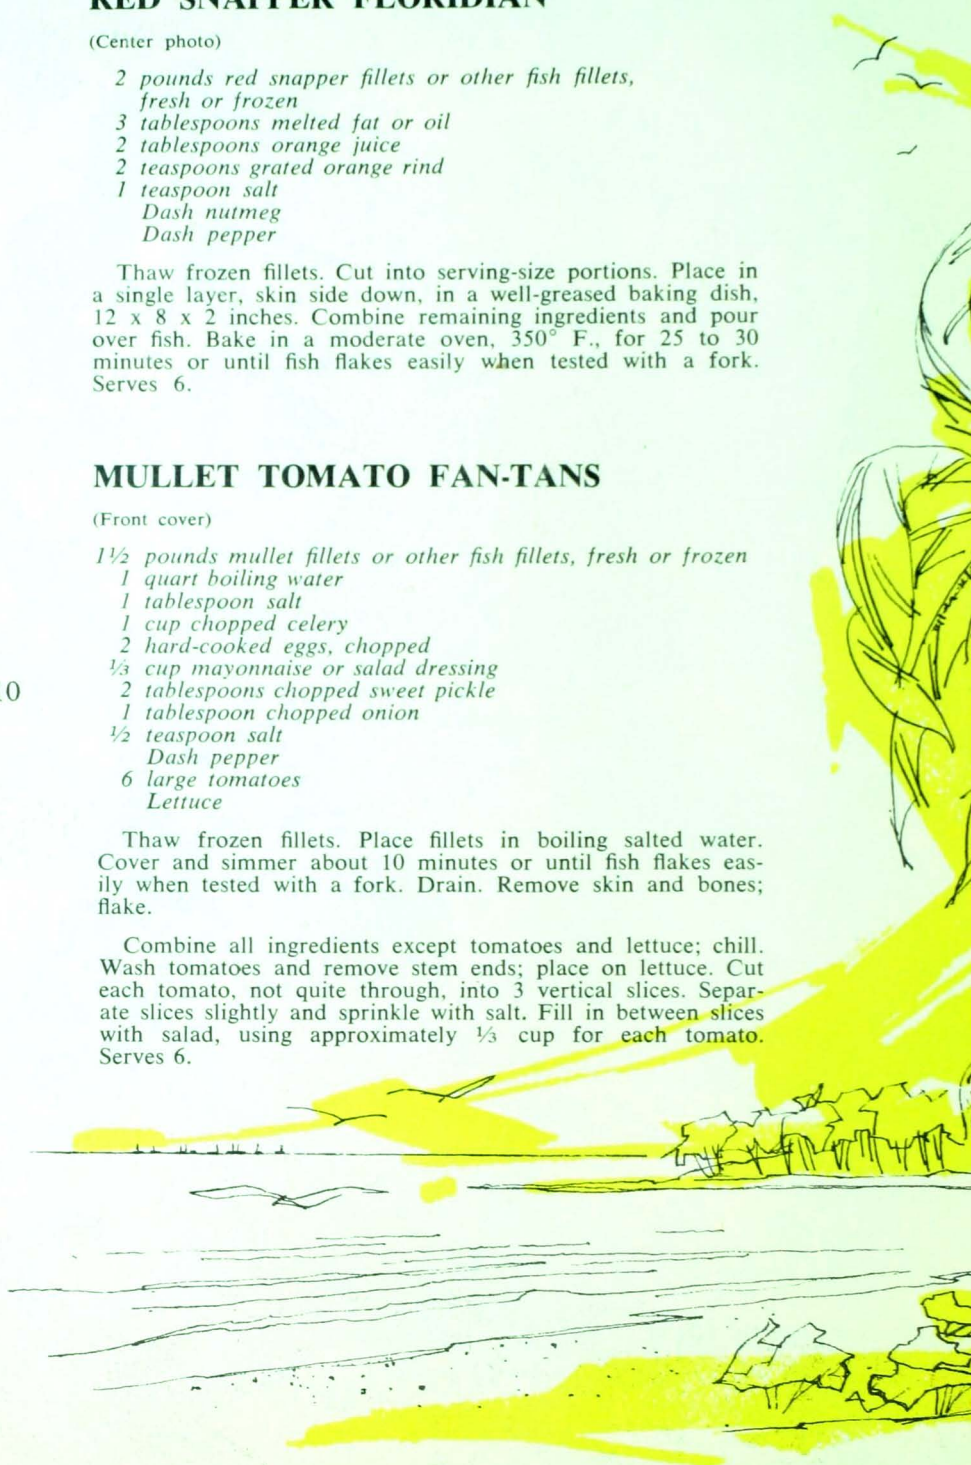 RED SNAPPER FLORIDIAN
(Center photo)
2 pounds red snapper fillets or other fish fillets,
fresh or frozen
3 tablespoons melted fat or oil
2 tablespoons orange juice
2 teaspoons grated orange rind
1 teaspoon salt
Dash nutmeg
Dash pepper
Thaw frozen fillets. Cut into serving-size portions. Place in
a single layer, skin side down, in a well-greased baking dish,
12 x 8 x 2 inches. Combine remaining ingredients and pour
over fish. Bake in a moderate oven, 350° F., for 25 to 30
minutes or until fish flakes easily when tested with a fork.
Serves 6.
MULLET TOMATO FAN-TANS
(Front cover)
1½ pounds mullet fillets or other fish fillets, fresh or frozen
1 quart boiling water
1 tablespoon salt
1 cup chopped celery
2 hard-cooked eggs, chopped
⅓ cup mayonnaise or salad dressing
2 tablespoons chopped sweet pickle
1 tablespoon chopped onion
½ teaspoon salt
Dash pepper
6 large tomatoes
Lettuce
Thaw frozen fillets. Place fillets in boiling salted water.
Cover and simmer about 10 minutes or until fish flakes eas-
ily when tested with a fork. Drain. Remove skin and bones;
flake.
Combine all ingredients except tomatoes and lettuce; chill.
Wash tomatoes and remove stem ends; place on lettuce. Cut
each tomato, not quite through, into 3 vertical slices. Separ-
ate slices slightly and sprinkle with salt. Fill in between slices
with salad, using approximately ⅓ cup for each tomato.
Serves 6.